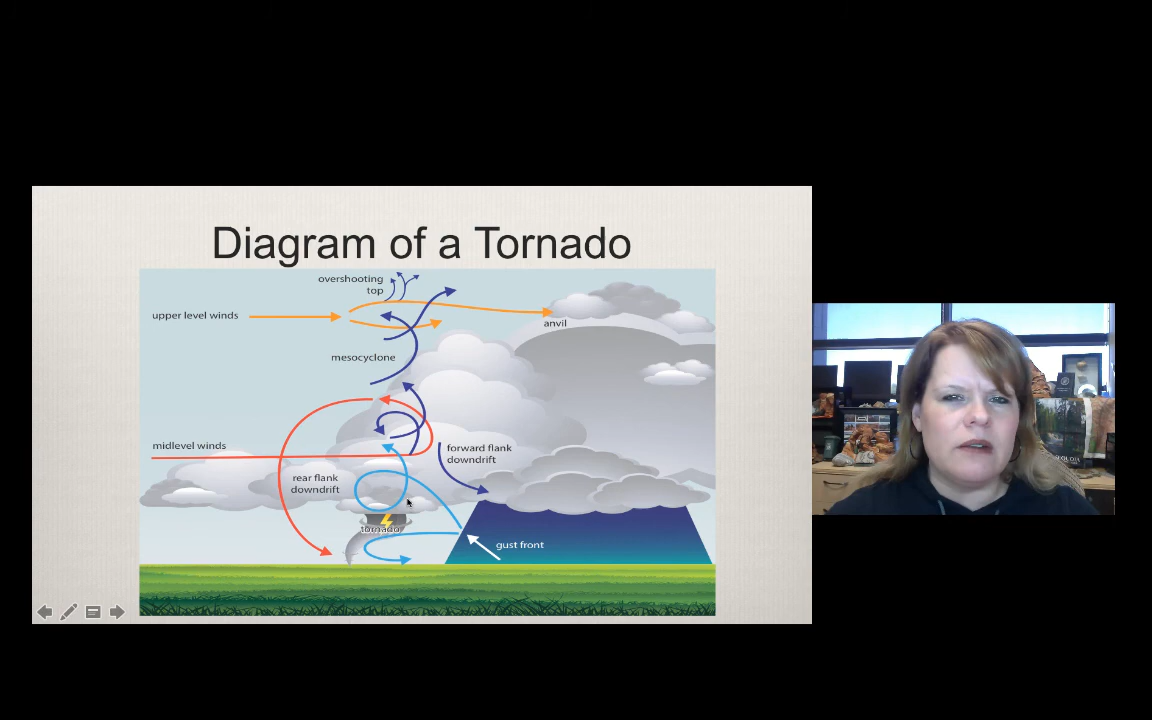 Diagram of a Tornado
overshooting
top
upper level winds
anvil
mesocyclone
midlevel winds
forward flank
downdrift
rear flank
downdrift
tornado
gust front